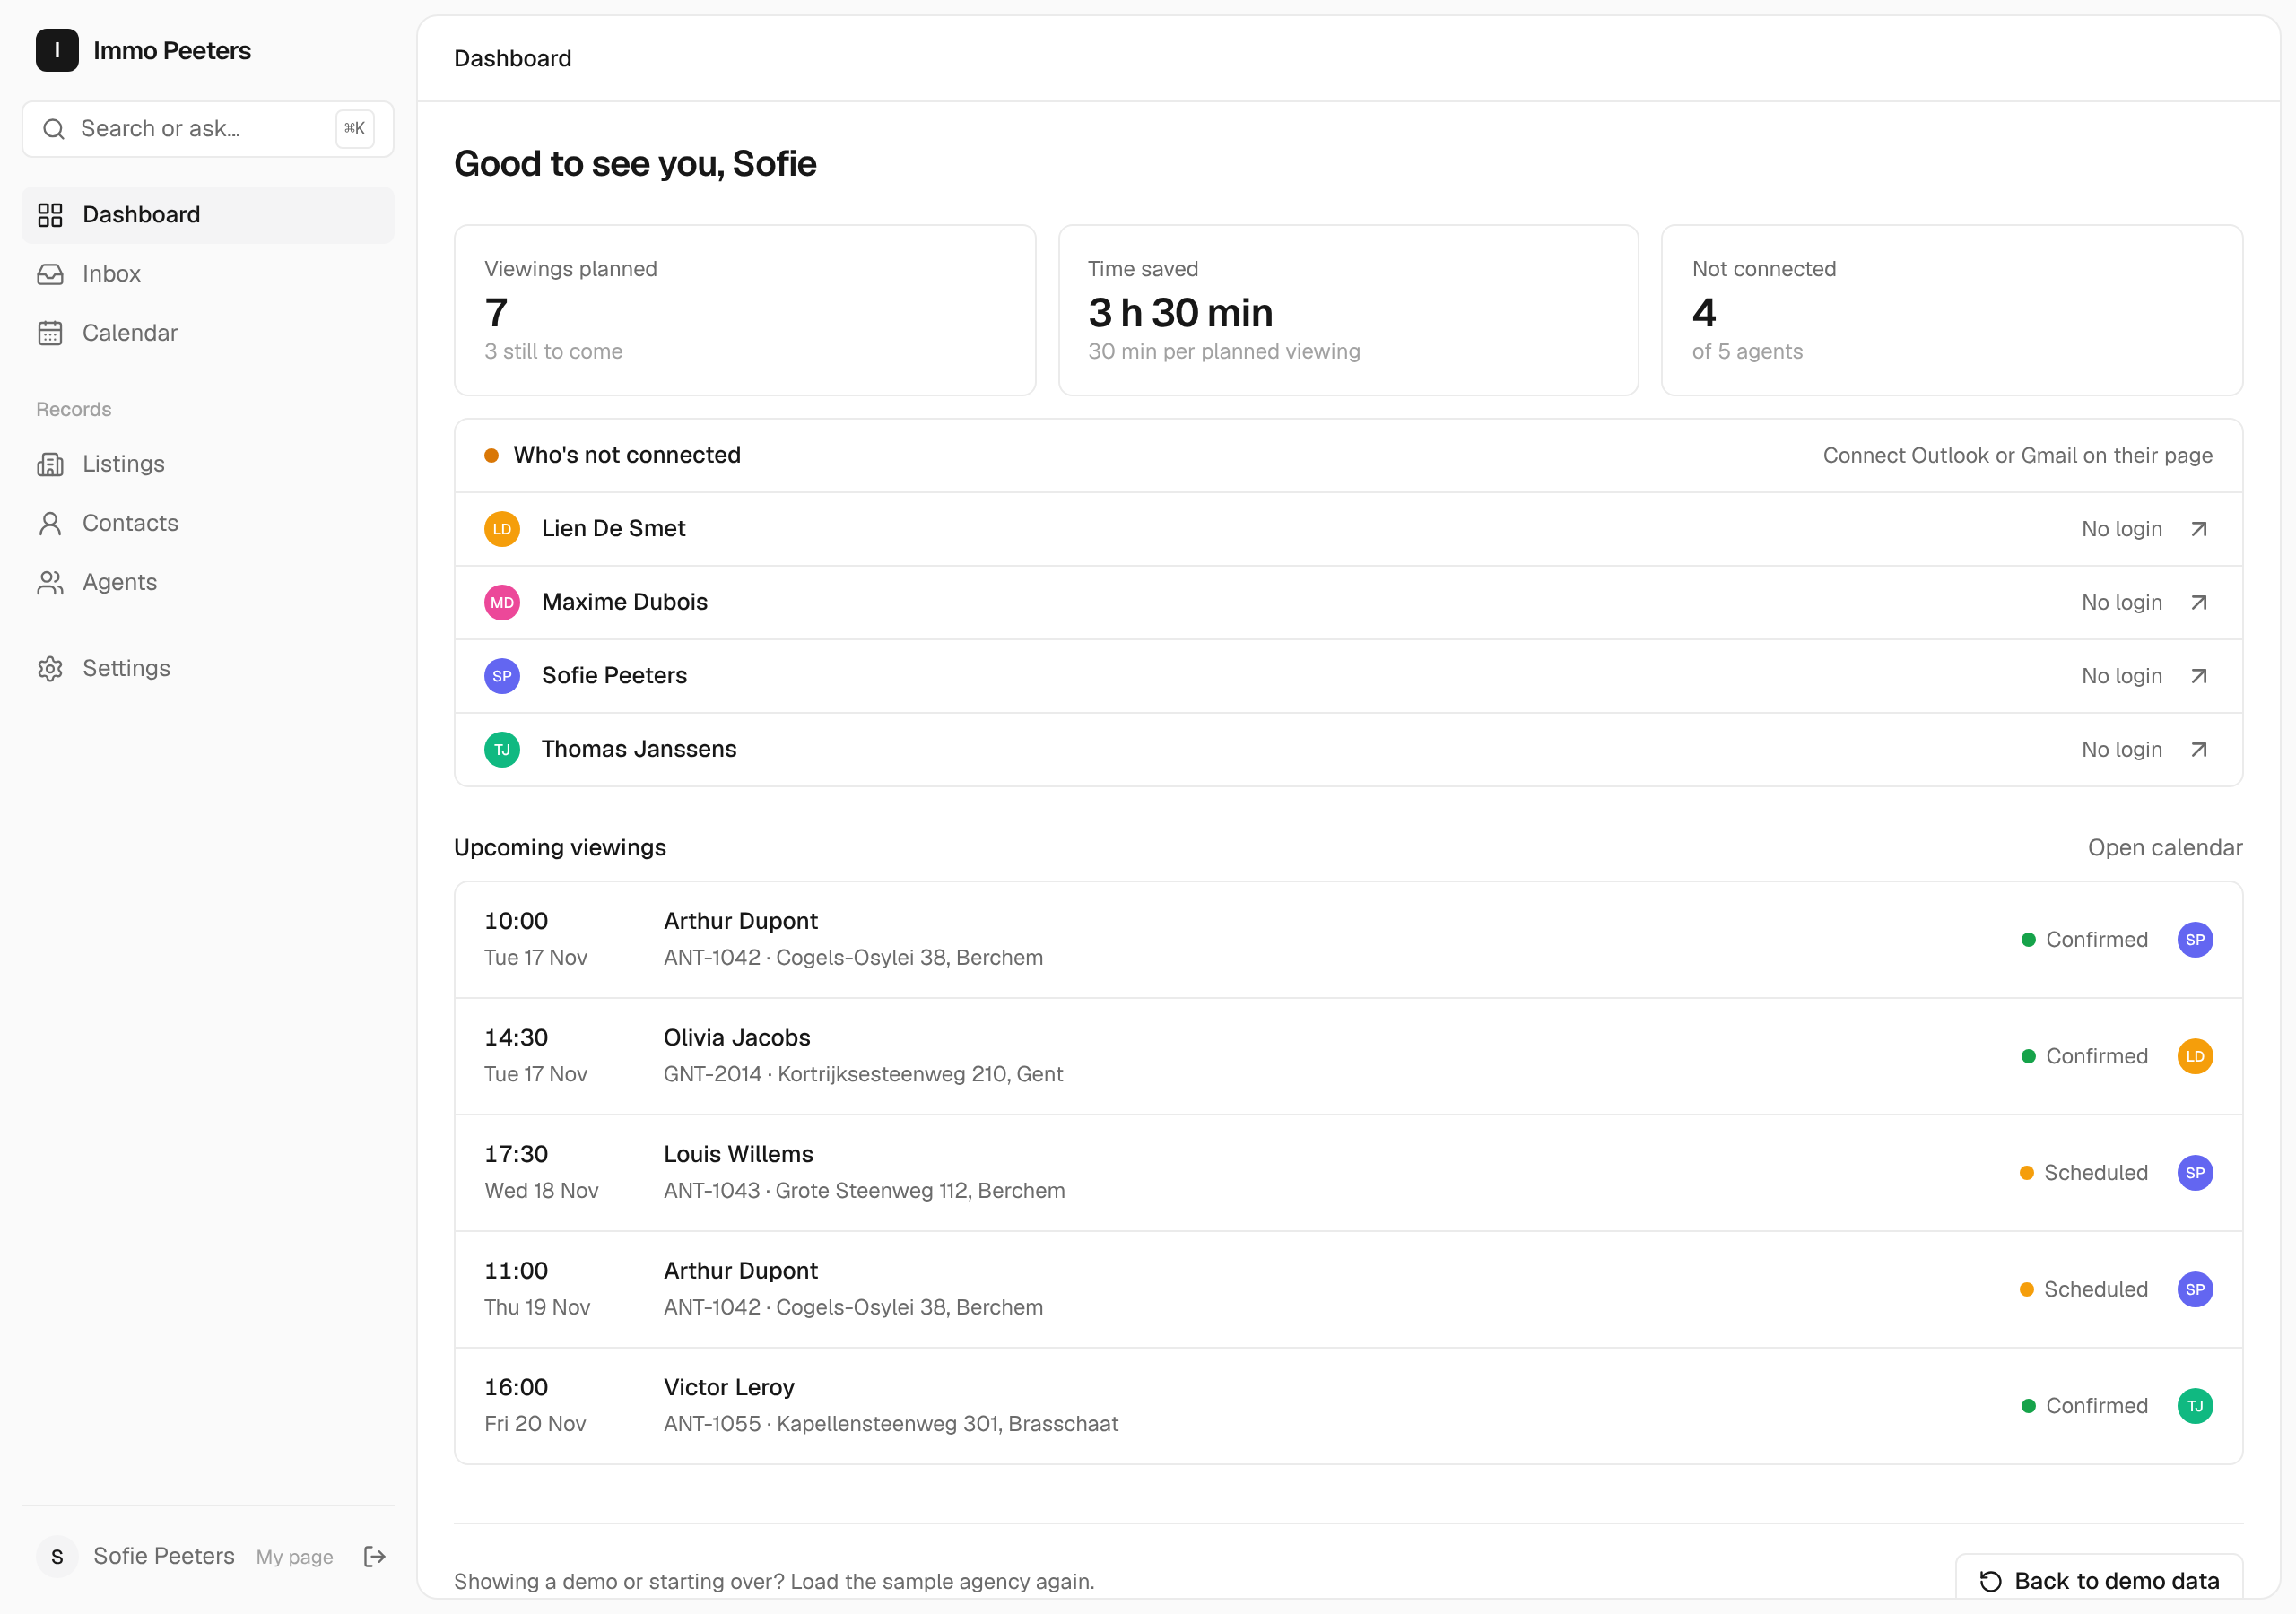 I
Immo Peeters
Search or ask...
⌘K
Dashboard
Inbox
Calendar
Records
Listings
Contacts
Agents
Settings
S
Sofie Peeters
My page
Dashboard
Good to see you, Sofie
Viewings planned
7
3 still to come
Time saved
3 h 30 min
30 min per planned viewing
Not connected
4
of 5 agents
Who's not connected
Connect Outlook or Gmail on their page
LD
Lien De Smet
No login
MD
Maxime Dubois
No login
SP
Sofie Peeters
No login
TJ
Thomas Janssens
No login
Upcoming viewings
Open calendar
10:00
Tue 17 Nov
Arthur Dupont
ANT-1042 · Cogels-Osylei 38, Berchem
Confirmed
SP
14:30
Tue 17 Nov
Olivia Jacobs
GNT-2014 · Kortrijksesteenweg 210, Gent
Confirmed
LD
17:30
Wed 18 Nov
Louis Willems
ANT-1043 · Grote Steenweg 112, Berchem
Scheduled
SP
11:00
Thu 19 Nov
Arthur Dupont
ANT-1042 · Cogels-Osylei 38, Berchem
Scheduled
SP
16:00
Fri 20 Nov
Victor Leroy
ANT-1055 · Kapellensteenweg 301, Brasschaat
Confirmed
TJ
Showing a demo or starting over? Load the sample agency again.
Back to demo data